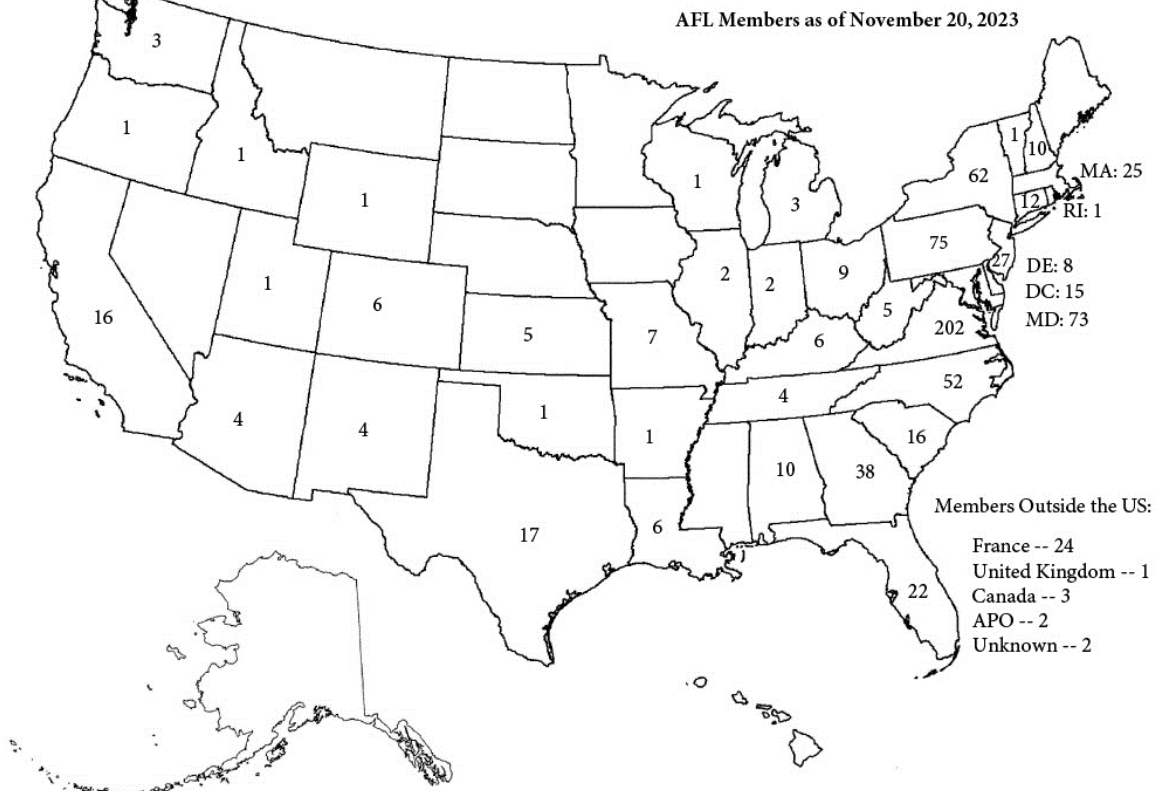 AFL Members as of November 20, 2023
3
1
1
1
1
3
62
1
10
MA: 25
12
RI: 1
75
27
DE: 8
DC: 15
MD: 73
16
1
6
5
7
2
2
9
5
6
202
52
4
4
4
1
1
16
10
38
17
6
22
Members Outside the US:
France -- 24
United Kingdom -- 1
Canada -- 3
APO -- 2
Unknown -- 2